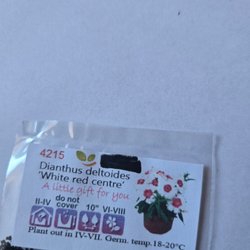 4215
Dianthus deltoides
'White red centre'
A little gift for you
do not
II-IV cover 10" VI-VIII
Plant out in IV-VII. Germ. temp.18-20°C